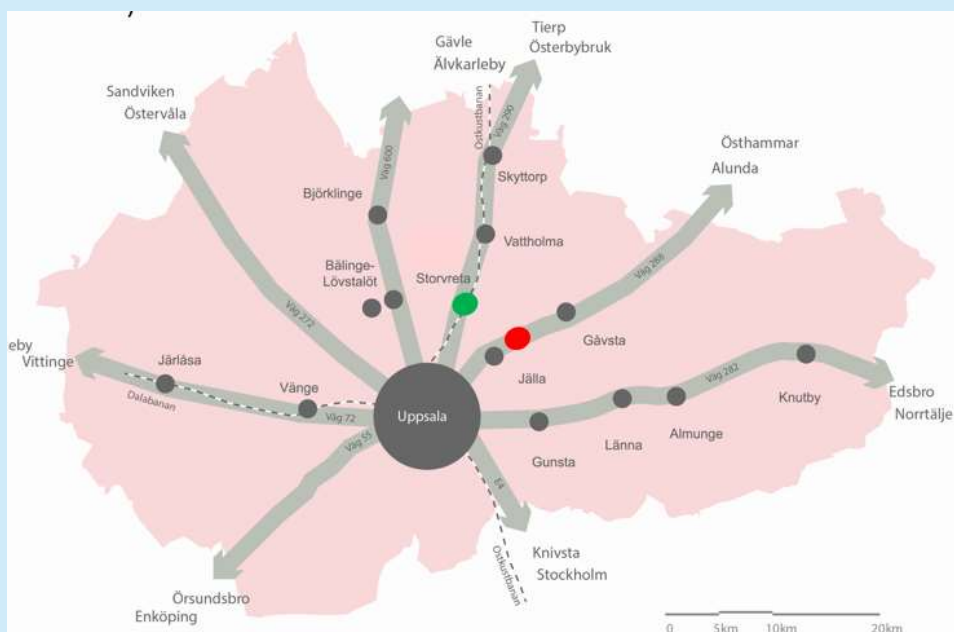 Tierp
Österbybruk
Gävle
Älvkarleby
Sandviken
Östervåla
Ostkustbanan
Väg 290
Väg 600
Östhammar
Alunda
Skyttorp
Björklinge
Vattholma
Bälinge-
Lövstalöt
Storvreta
Väg 288
Väg 272
Gåvsta
eby
Vittinge
Järlåsa
Jälla
Väg 282
Vänge
Knutby
Edsbro
Norrtälje
Dalabanan
Väg 72
Uppsala
Länna
Almunge
Väg 55
Gunsta
E4
Knivsta
Stockholm
Ostkustbanan
Örsundsbro
Enköping
0 5km 10km 20km